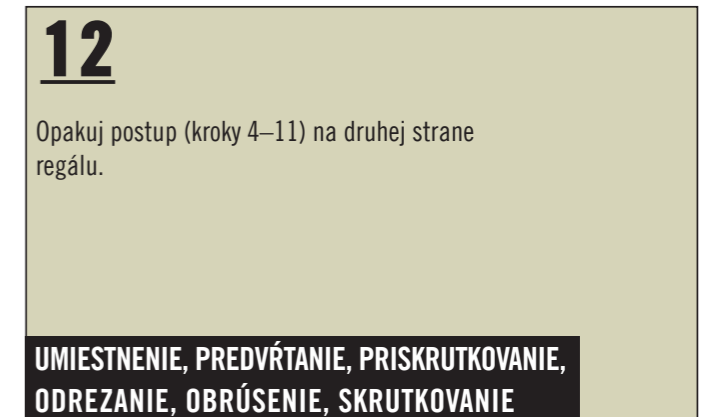 12
Opakuj postup (kroky 4–11) na druhej strane
regálu.
UMIESTNENIE, PREDVŔTANIE, PRISKRUTKOVANIE,
ODREZANIE, OBRÚSENIE, SKRUTKOVANIE